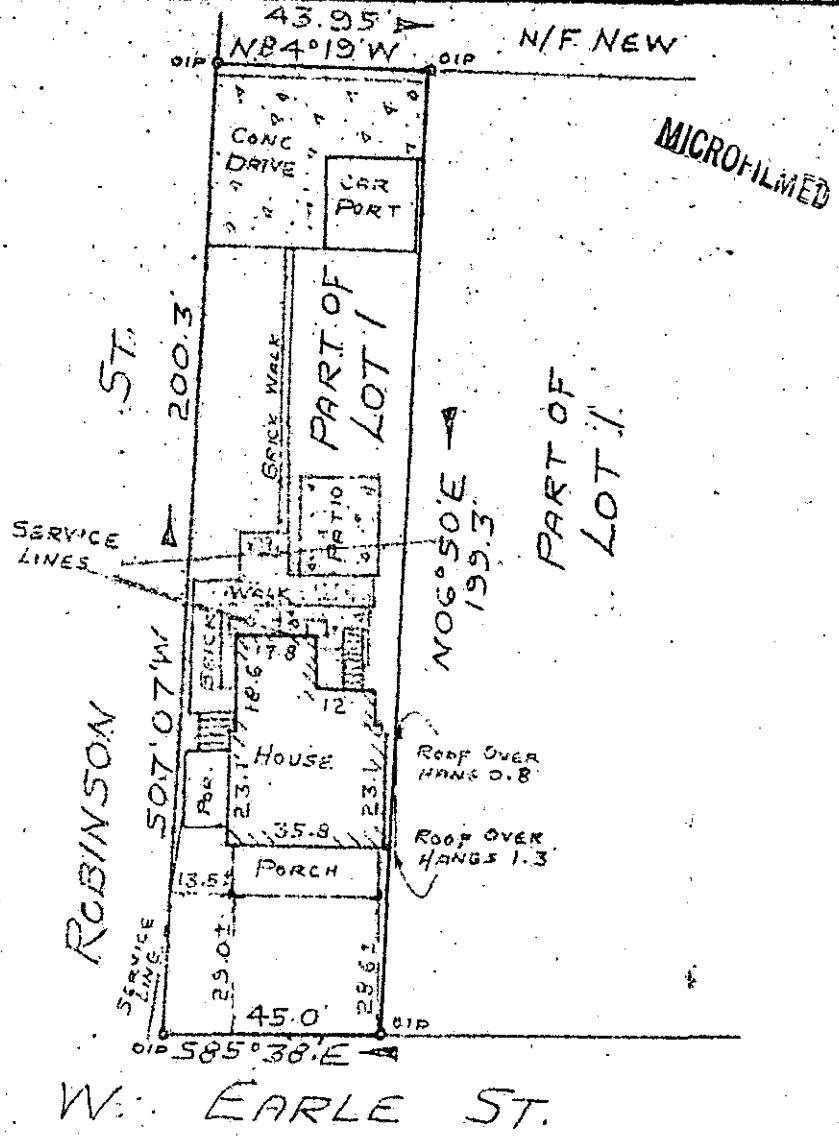 43.95'
N84°19'W
N/F NEW
OIP
OIP
MICROFILMED
CONC
DRIVE
CAR
PORT
PART OF
LOT 1
BRICK WALK
ST.
200.3'
PATIO
N06°50'E
199.3'
PART OF
LOT 1
SERVICE
LINES
WALK
BRICK
17.8
18.6
12
ROBINSON
S07°07'W
HOUSE
POR.
23.1
23.1
35.8
ROOF OVER
HANG 0.8
ROOF OVER
HANGS 1.3
PORCH
13.5±
SERVICE
LINE
29.0±
28.6±
45.0'
OIP
OIP
S85°38'E
W. EARLE ST.